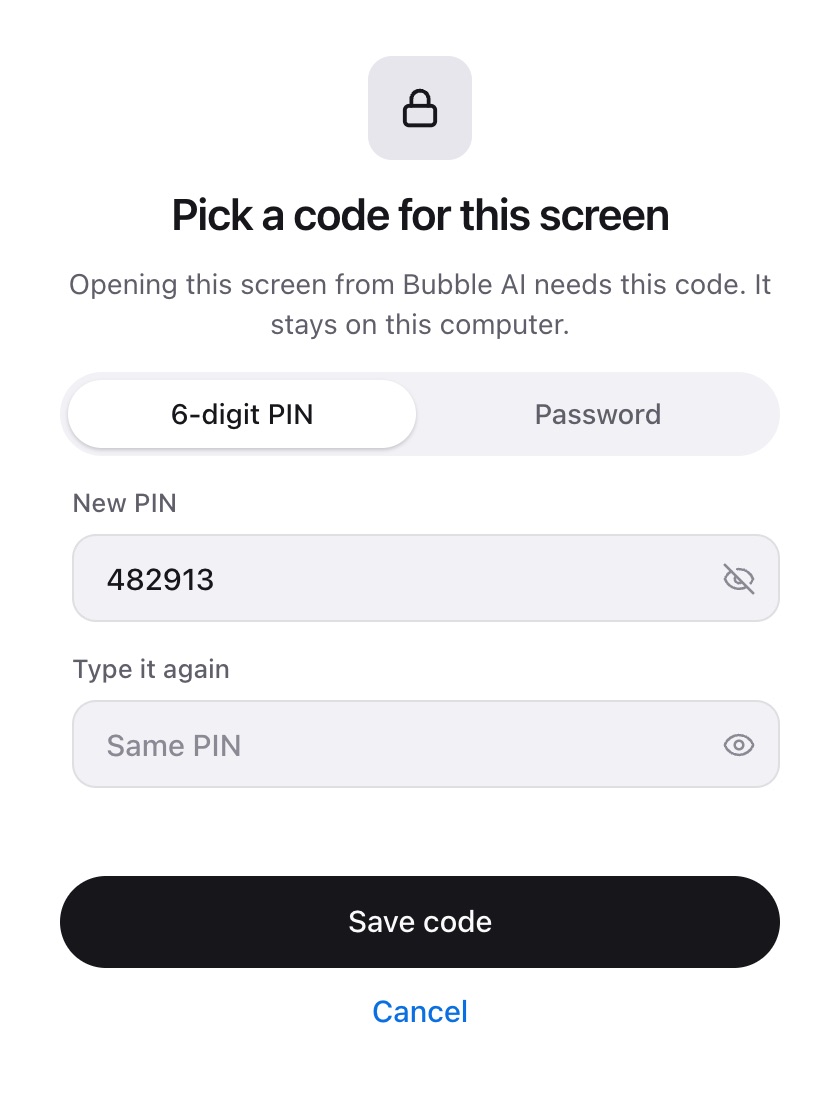 Pick a code for this screen
Opening this screen from Bubble AI needs this code. It
stays on this computer.
6-digit PIN
Password
New PIN
482913
Type it again
Same PIN
Save code
Cancel